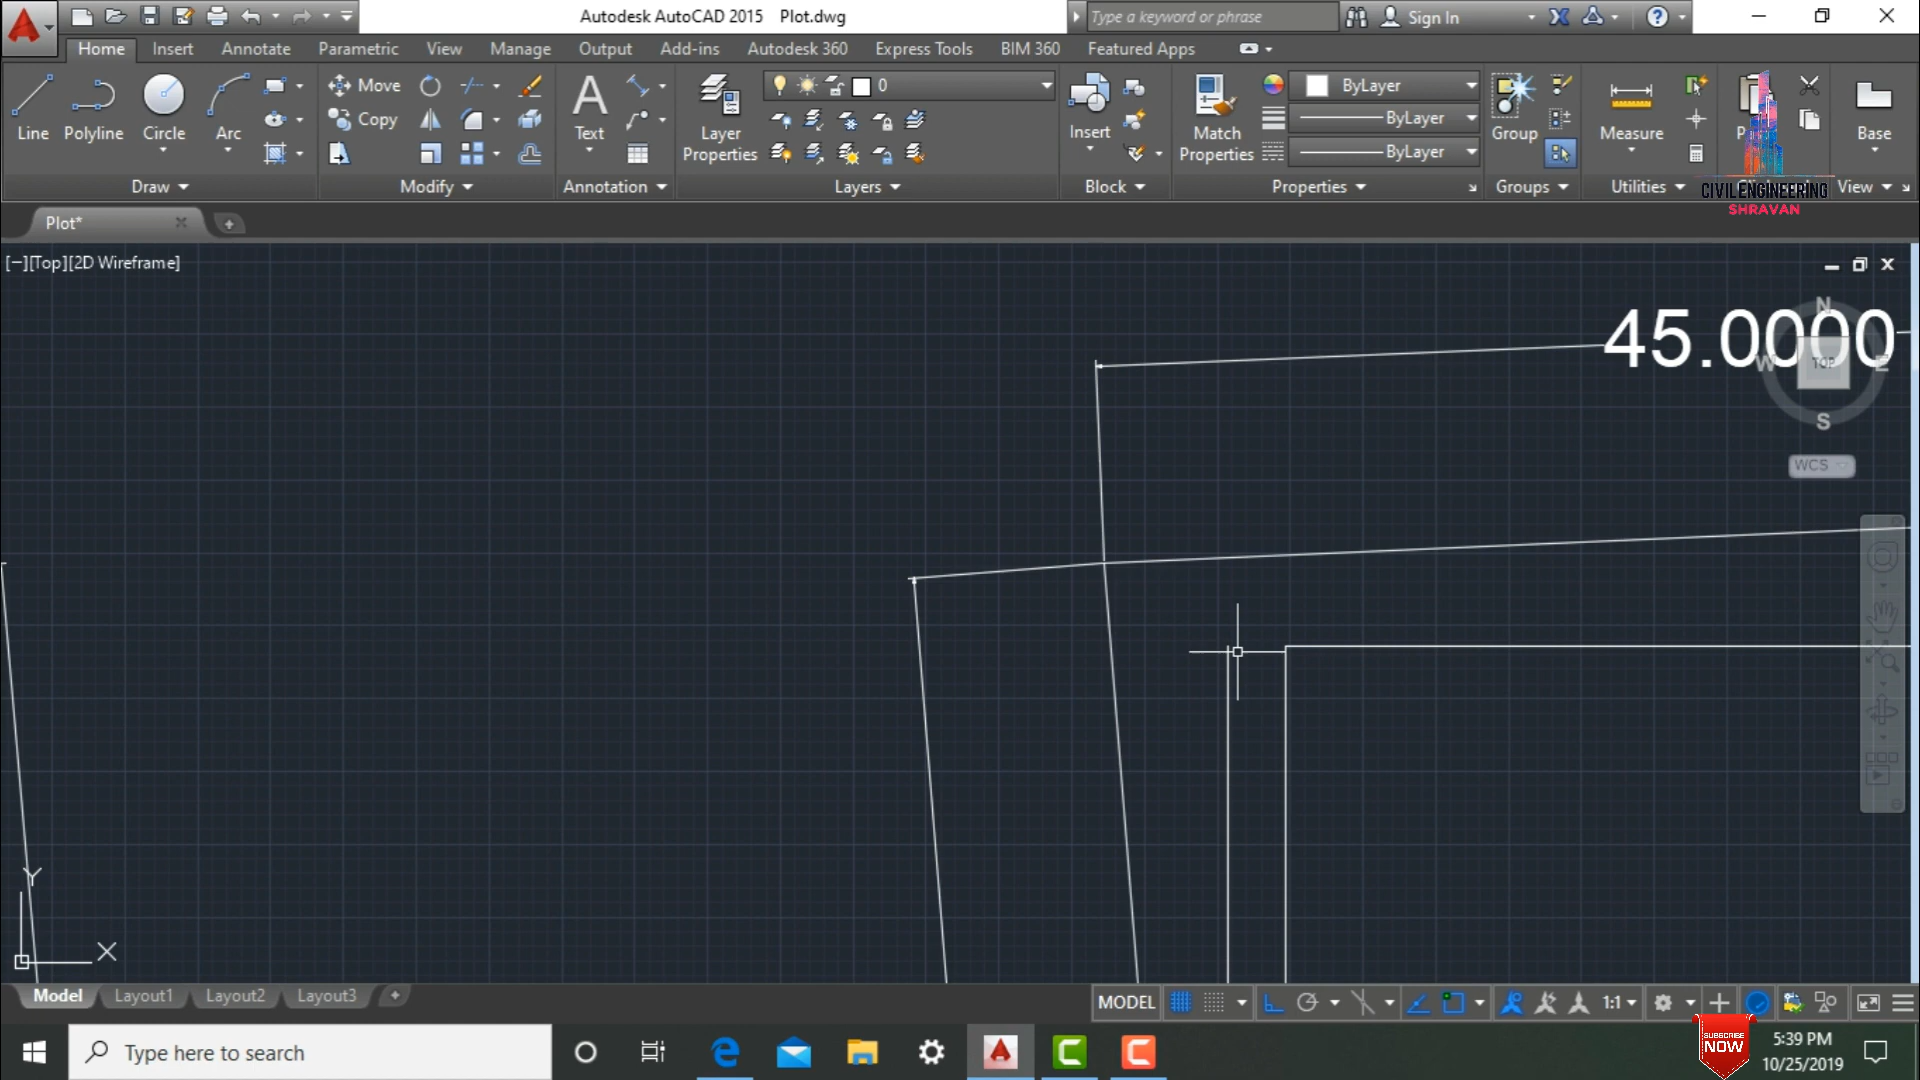 Autodesk AutoCAD 2015 Plot.dwg
Type a keyword or phrase
Sign In
Home Insert Annotate Parametric View Manage Output Add-ins Autodesk 360 Express Tools BIM 360 Featured Apps
Line Polyline Circle Arc
Move
Copy
Text
Layer
Properties
0
Insert
Match
Properties
ByLayer
ByLayer
ByLayer
Group
Measure
Base
Draw Modify Annotation Layers Block Properties Groups Utilities View
CIVILENGINEERING
SHRAVAN
Plot*
[−][Top][2D Wireframe]
45.0000
N
W TOP E
S
WCS
Y
X
Model Layout1 Layout2 Layout3
MODEL
1:1
Type here to search
SUBSCRIBE
NOW
5:39 PM
10/25/2019